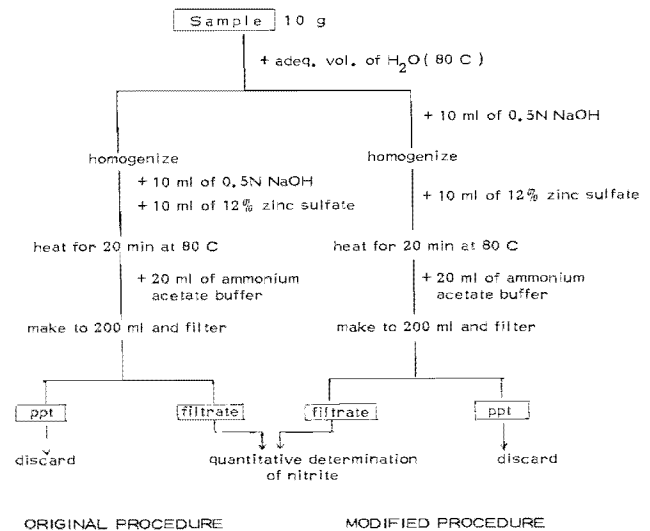 Sample 10 g
+ adeq. vol. of H₂O ( 80 C )
+ 10 ml of 0.5N NaOH
homogenize
homogenize
+ 10 ml of 0.5N NaOH
+ 10 ml of 12% zinc sulfate
+ 10 ml of 12% zinc sulfate
heat for 20 min at 80 C
heat for 20 min at 80 C
+ 20 ml of ammonium
acetate buffer
+ 20 ml of ammonium
acetate buffer
make to 200 ml and filter
make to 200 ml and filter
ppt
filtrate
filtrate
ppt
discard
quantitative determination
of nitrite
discard
ORIGINAL PROCEDURE
MODIFIED PROCEDURE